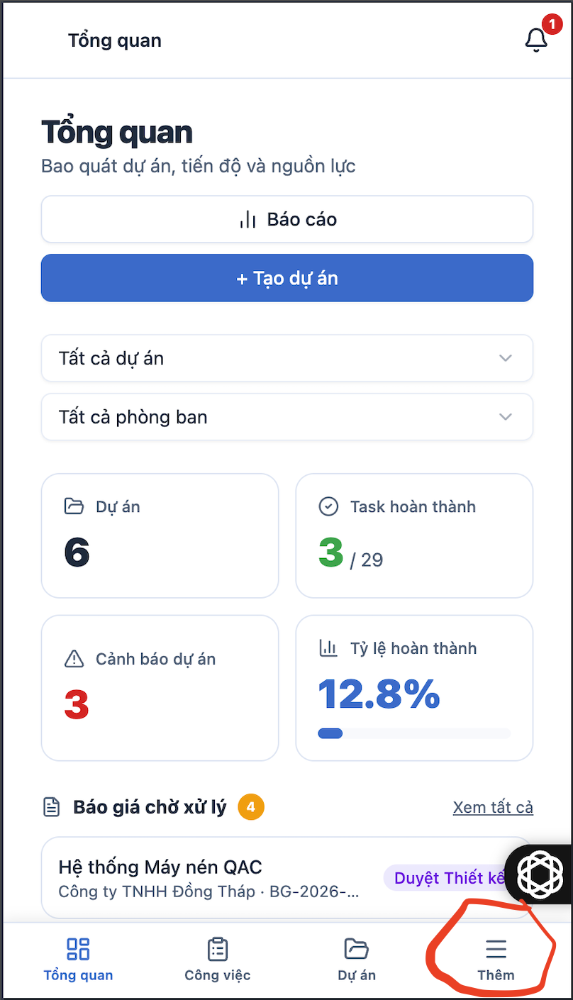 Tổng quan
1
Tổng quan
Bao quát dự án, tiến độ và nguồn lực
Báo cáo
+ Tạo dự án
Tất cả dự án
Tất cả phòng ban
Dự án
6
Task hoàn thành
3 / 29
Cảnh báo dự án
3
Tỷ lệ hoàn thành
12.8%
Báo giá chờ xử lý 4 Xem tất cả
Hệ thống Máy nén QAC
Công ty TNHH Đồng Tháp · BG-2026-...
Duyệt Thiết kế
Tổng quan
Công việc
Dự án
Thêm